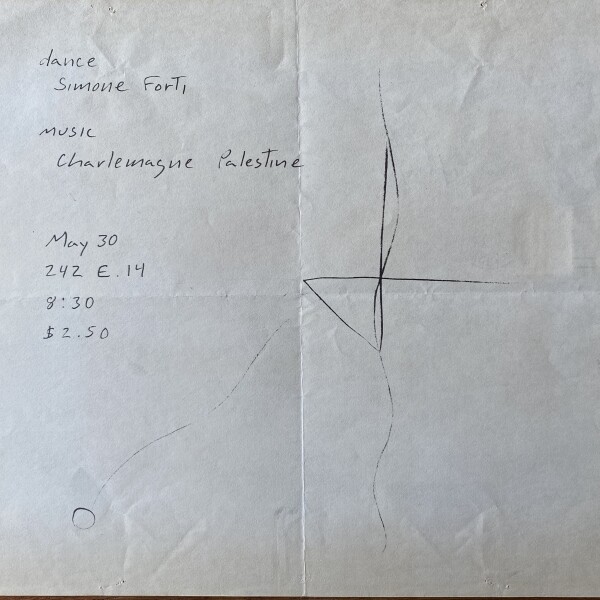 dance
Simone Forti
music
Charlemagne Palestine
May 30
242 E. 14
8:30
$2.50